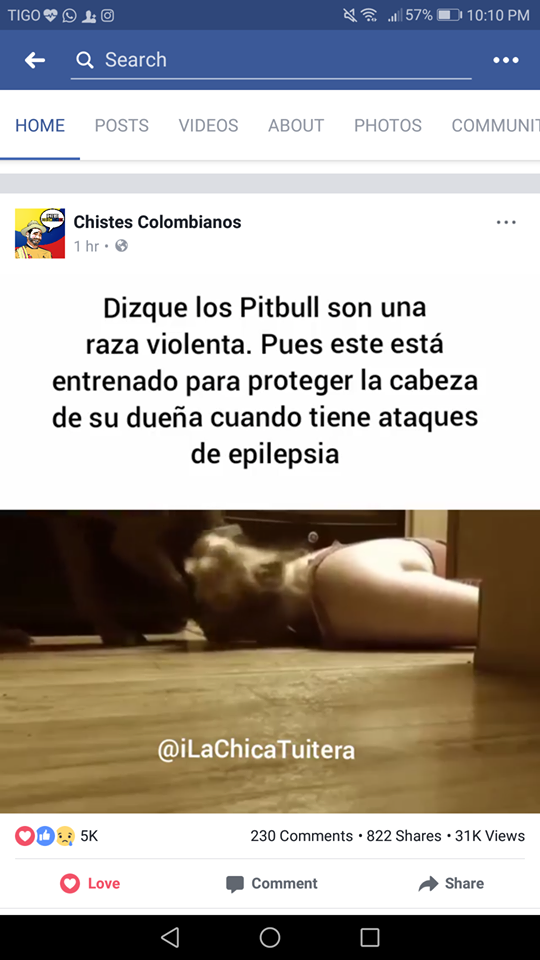 TIGO 57% 10:10 PM
Search
HOME POSTS VIDEOS ABOUT PHOTOS COMMUNIT
Chistes Colombianos
1 hr
Dizque los Pitbull son una
raza violenta. Pues este está
entrenado para proteger la cabeza
de su dueña cuando tiene ataques
de epilepsia
@iLaChicaTuitera
5K 230 Comments • 822 Shares • 31K Views
Love Comment Share